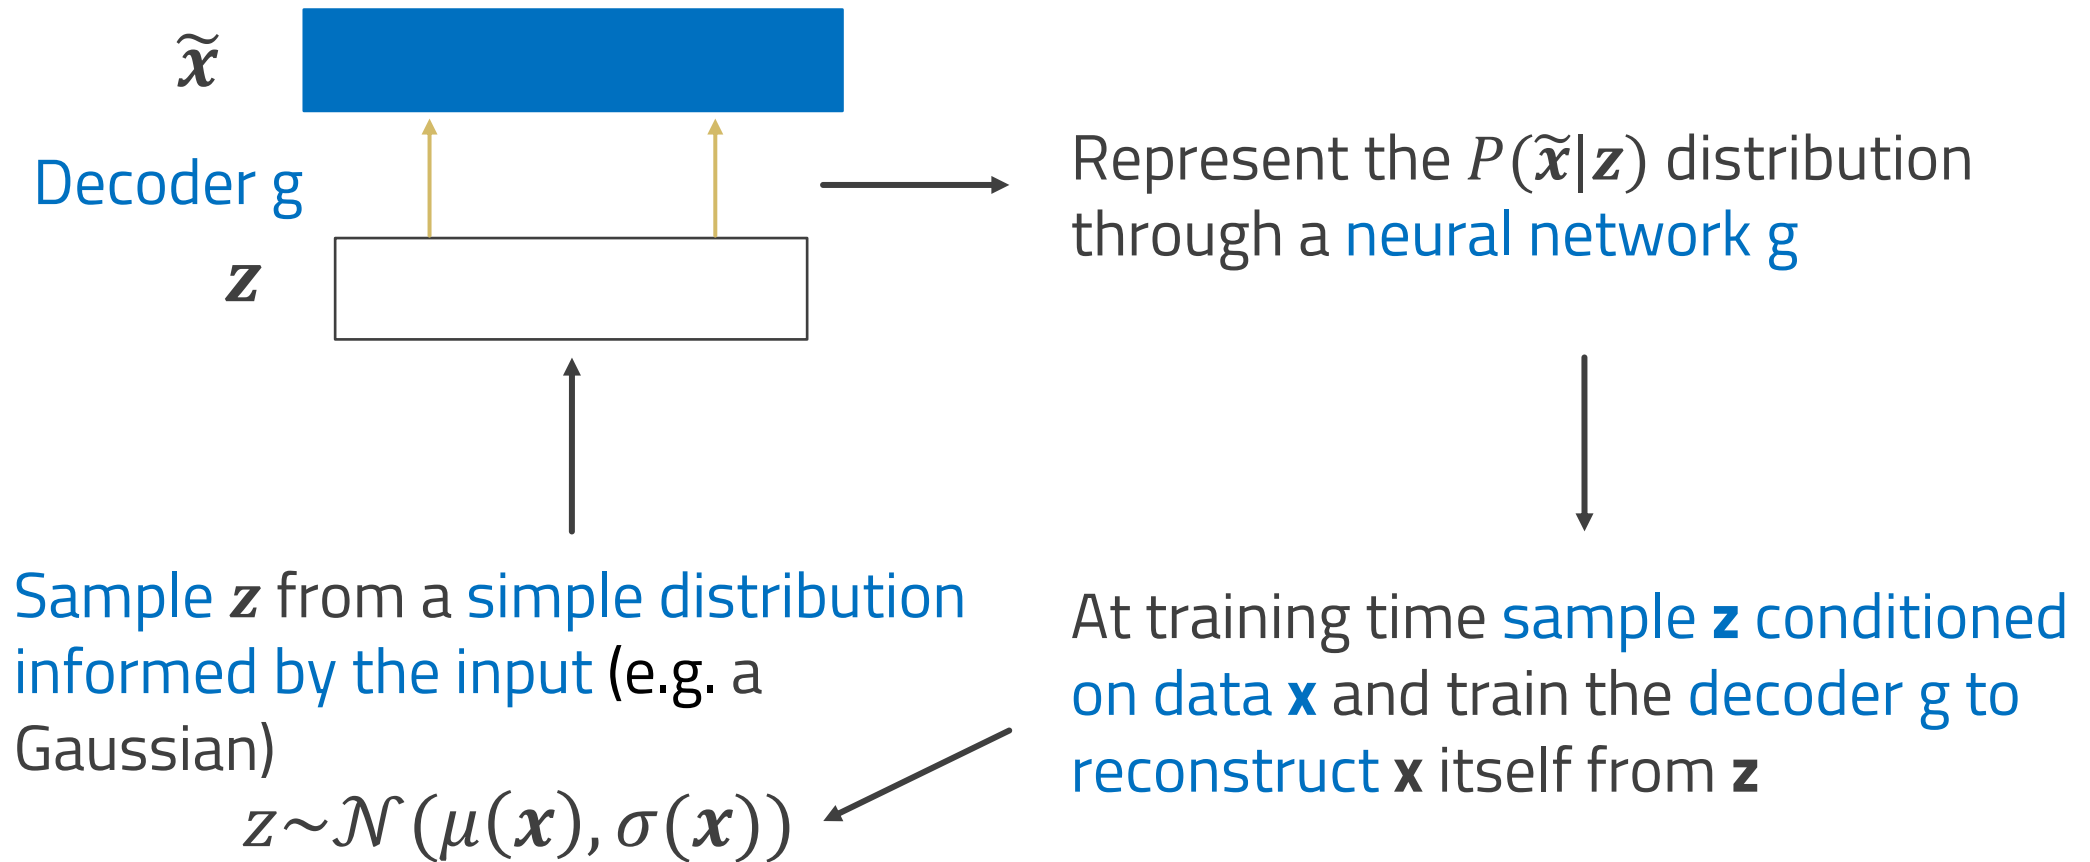 x̃
Decoder g
z
Represent the P(x̃|z) distribution
through a neural network g
Sample z from a simple distribution
informed by the input (e.g. a
Gaussian)
z~𝒩(μ(x), σ(x))
At training time sample z conditioned
on data x and train the decoder g to
reconstruct x itself from z